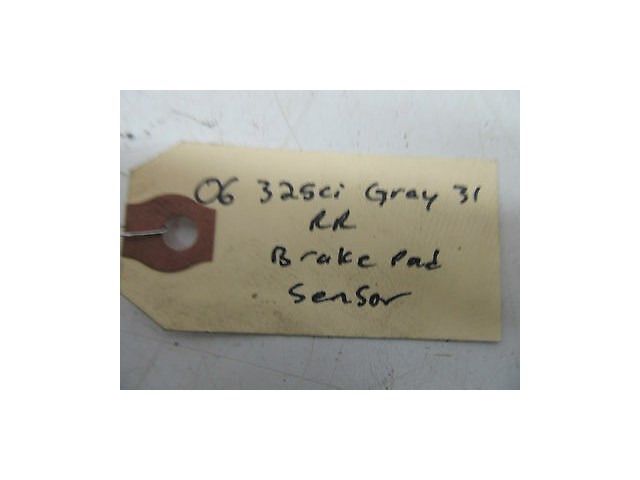 06 325ci Gray 31
RR
Brake Pad
Sensor